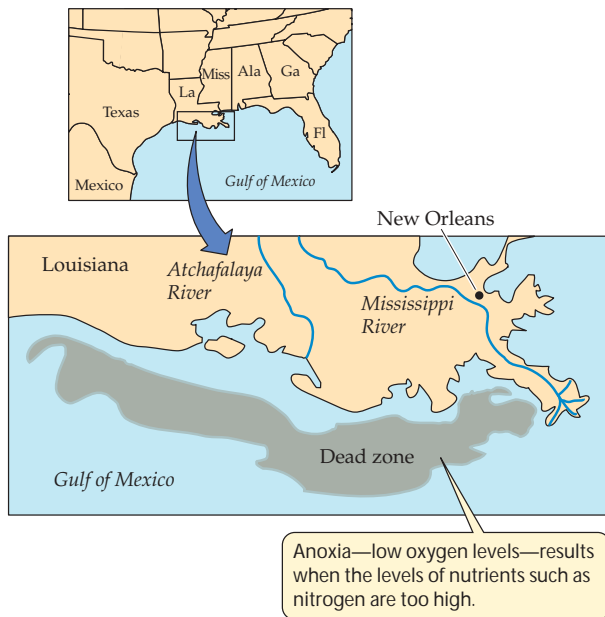 Miss
Ala
Ga
La
Texas
Fl
Mexico
Gulf of Mexico
New Orleans
Louisiana
Atchafalaya
River
Mississippi
River
Dead zone
Gulf of Mexico
Anoxia—low oxygen levels—results
when the levels of nutrients such as
nitrogen are too high.